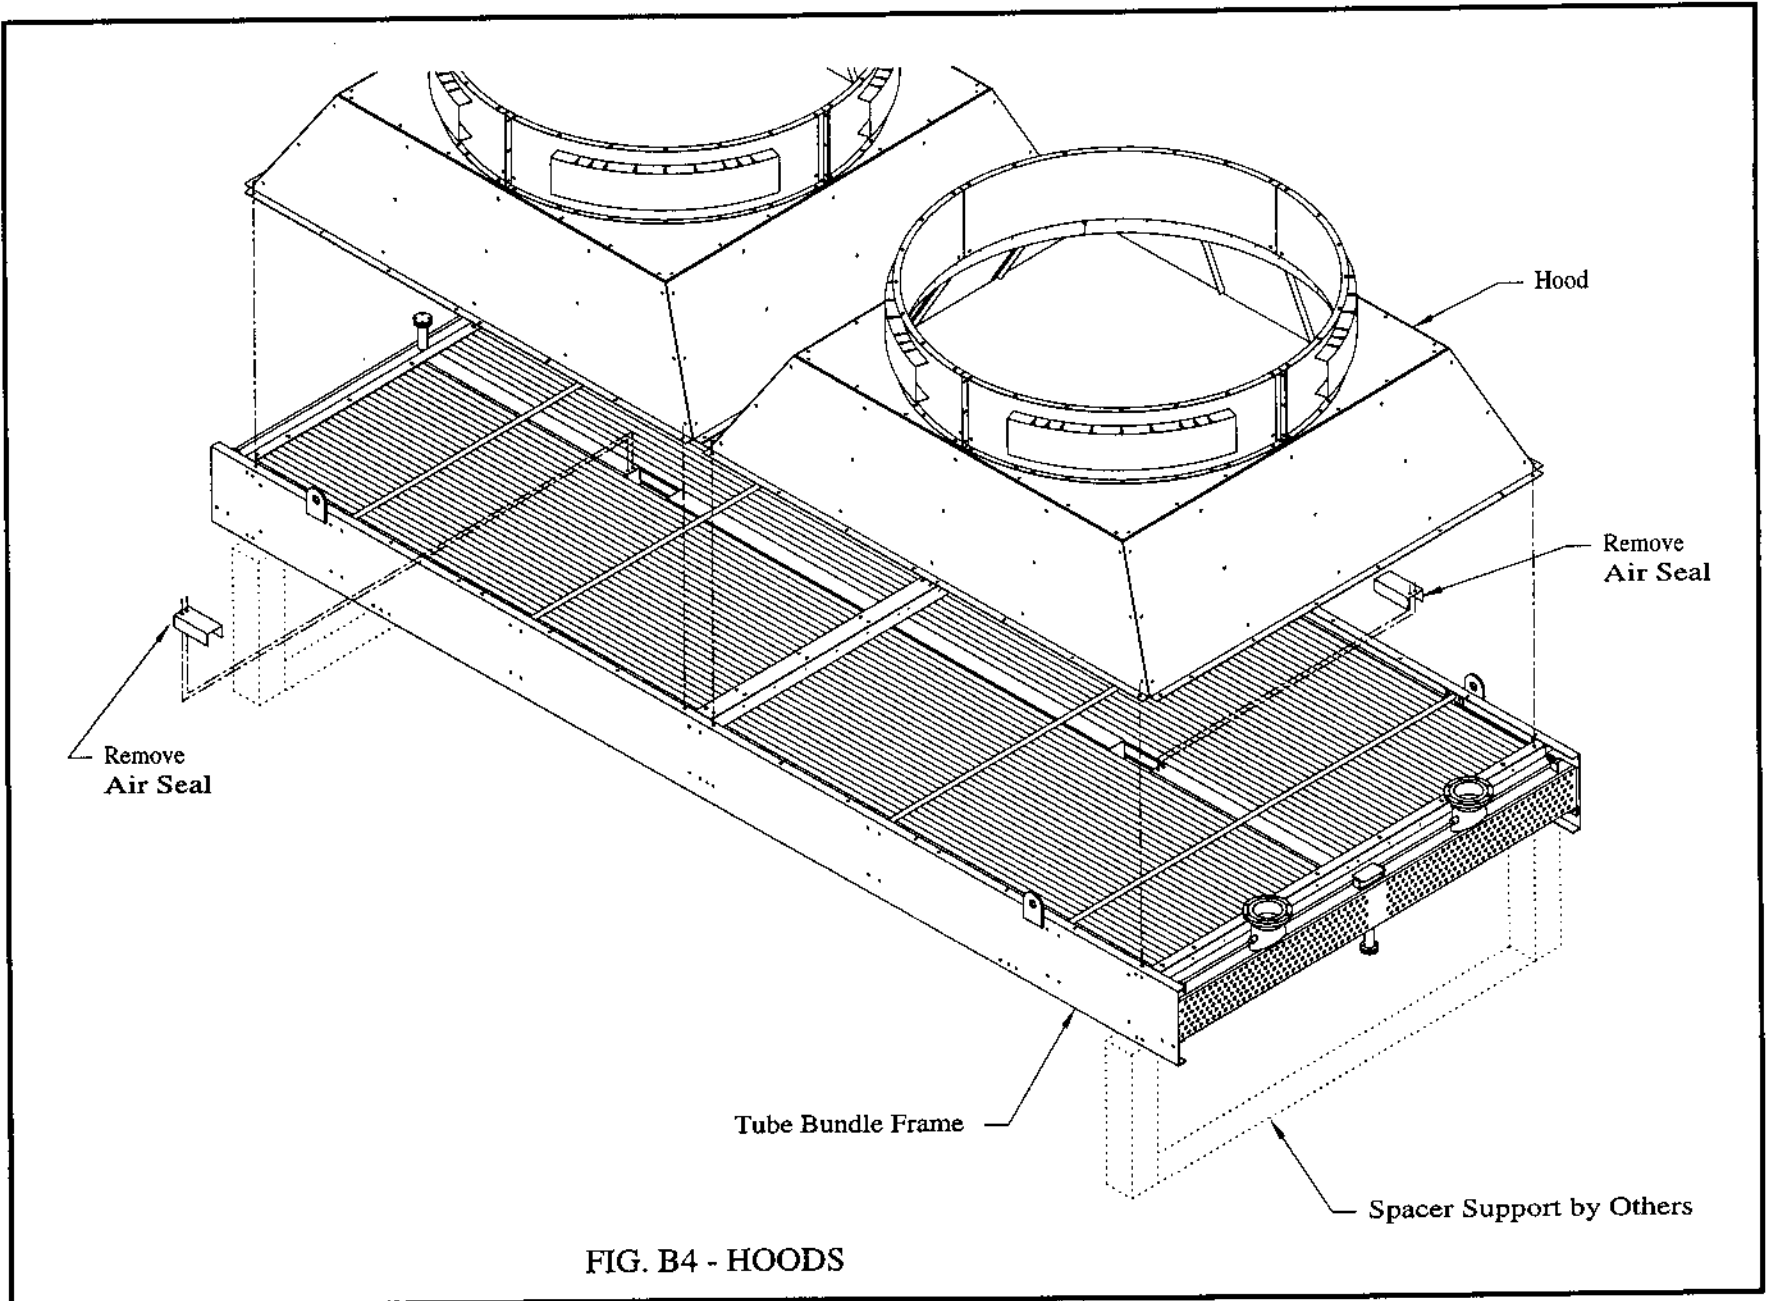 Hood
Remove
Air Seal
Remove
Air Seal
Tube Bundle Frame
Spacer Support by Others
FIG. B4 - HOODS